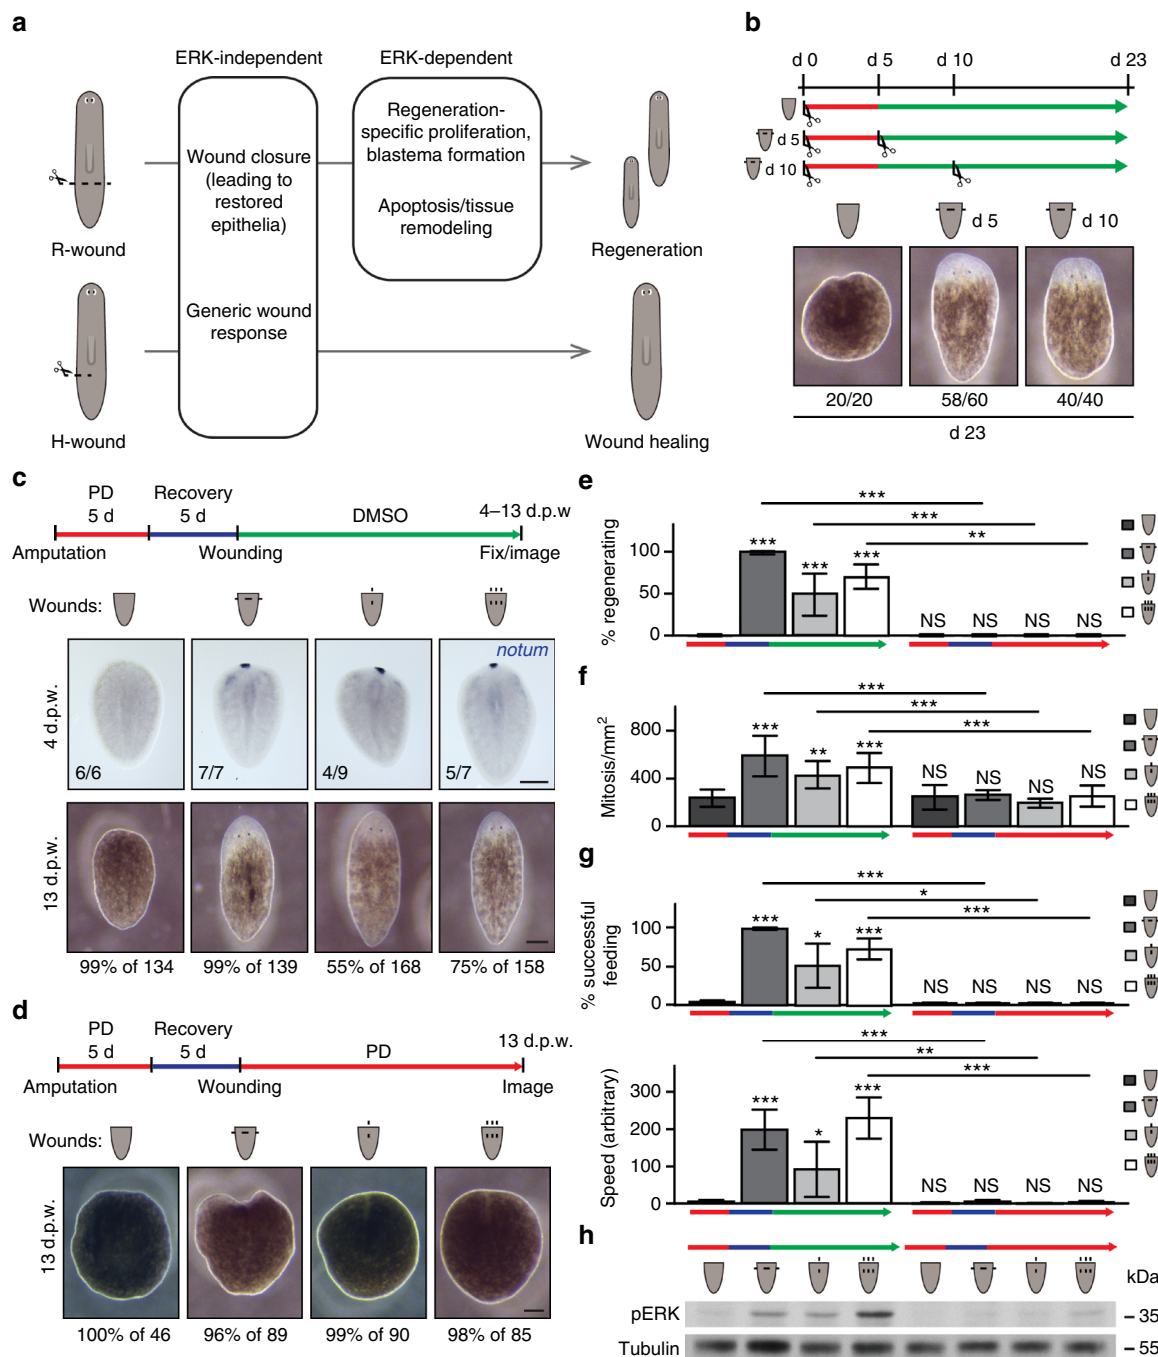 a
ERK-independent
ERK-dependent
Wound closure
(leading to
restored
epithelia)
Generic wound
response
Regeneration-
specific proliferation,
blastema formation
Apoptosis/tissue
remodeling
R-wound
Regeneration
H-wound
Wound healing
b
d 0
d 5
d 10
d 23
d 5
d 10
d 5
d 10
20/20
58/60
40/40
d 23
c
PD
5 d
Recovery
5 d
DMSO
4–13 d.p.w
Amputation
Wounding
Fix/image
Wounds:
notum
4 d.p.w.
6/6
7/7
4/9
5/7
13 d.p.w.
99% of 134
99% of 139
55% of 168
75% of 158
d
PD
5 d
Recovery
5 d
PD
13 d.p.w.
Amputation
Wounding
Image
Wounds:
13 d.p.w.
100% of 46
96% of 89
99% of 90
98% of 85
e
***
***
**
% regenerating
100
50
0
***
***
***
NS
NS
NS
NS
f
***
***
***
Mitosis/mm²
800
400
0
***
**
***
NS
NS
NS
NS
g
***
*
***
% successful
feeding
100
50
0
***
*
***
NS
NS
NS
NS
***
**
***
Speed (arbitrary)
300
200
100
0
***
*
***
NS
NS
NS
NS
h
kDa
pERK
– 35
Tubulin
– 55